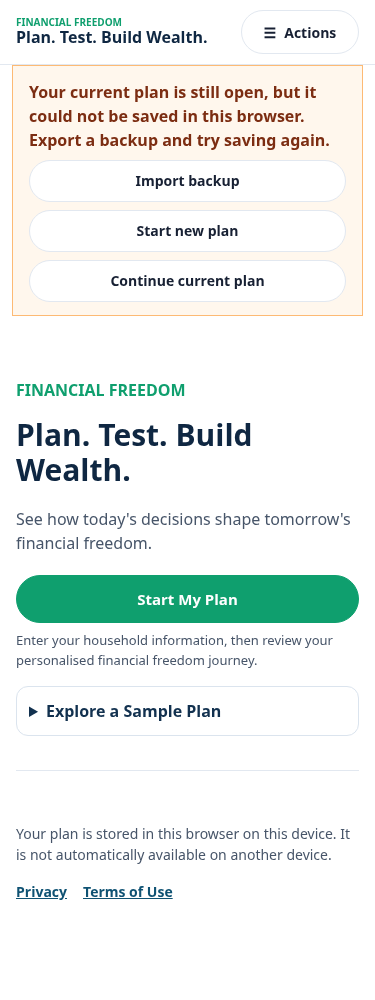 FINANCIAL FREEDOM
Plan. Test. Build Wealth.
☰ Actions
Your current plan is still open, but it
could not be saved in this browser.
Export a backup and try saving again.
Import backup
Start new plan
Continue current plan
FINANCIAL FREEDOM
Plan. Test. Build
Wealth.
See how today's decisions shape tomorrow's
financial freedom.
Start My Plan
Enter your household information, then review your
personalised financial freedom journey.
Explore a Sample Plan
Your plan is stored in this browser on this device. It
is not automatically available on another device.
Privacy Terms of Use